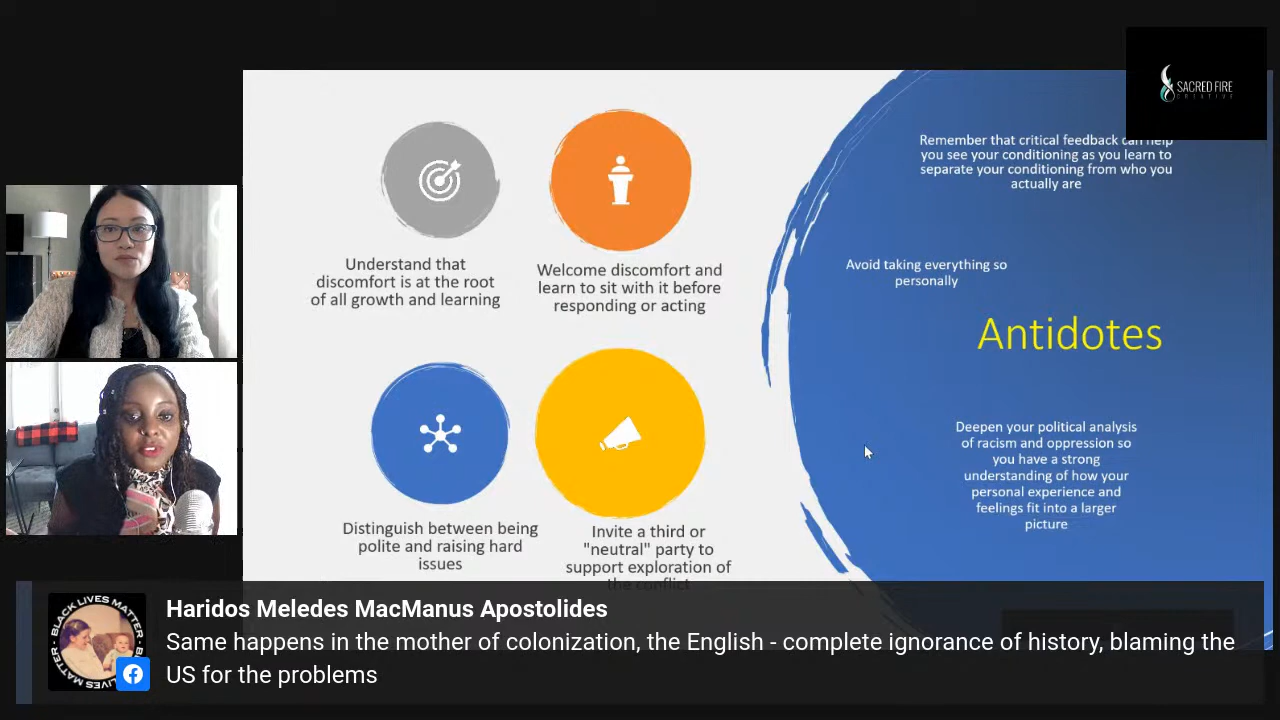 SACRED FIRE
CREATIVE
Understand that
discomfort is at the root
of all growth and learning
Welcome discomfort and
learn to sit with it before
responding or acting
Distinguish between being
polite and raising hard
issues
Invite a third or
"neutral" party to
support exploration of
the conflict
Remember that critical feedback can help
you see your conditioning as you learn to
separate your conditioning from who you
actually are
Avoid taking everything so
personally
Antidotes
Deepen your political analysis
of racism and oppression so
you have a strong
understanding of how your
personal experience and
feelings fit into a larger
picture
BLACK LIVES MATTER
Haridos Meledes MacManus Apostolides
Same happens in the mother of colonization, the English - complete ignorance of history, blaming the
US for the problems